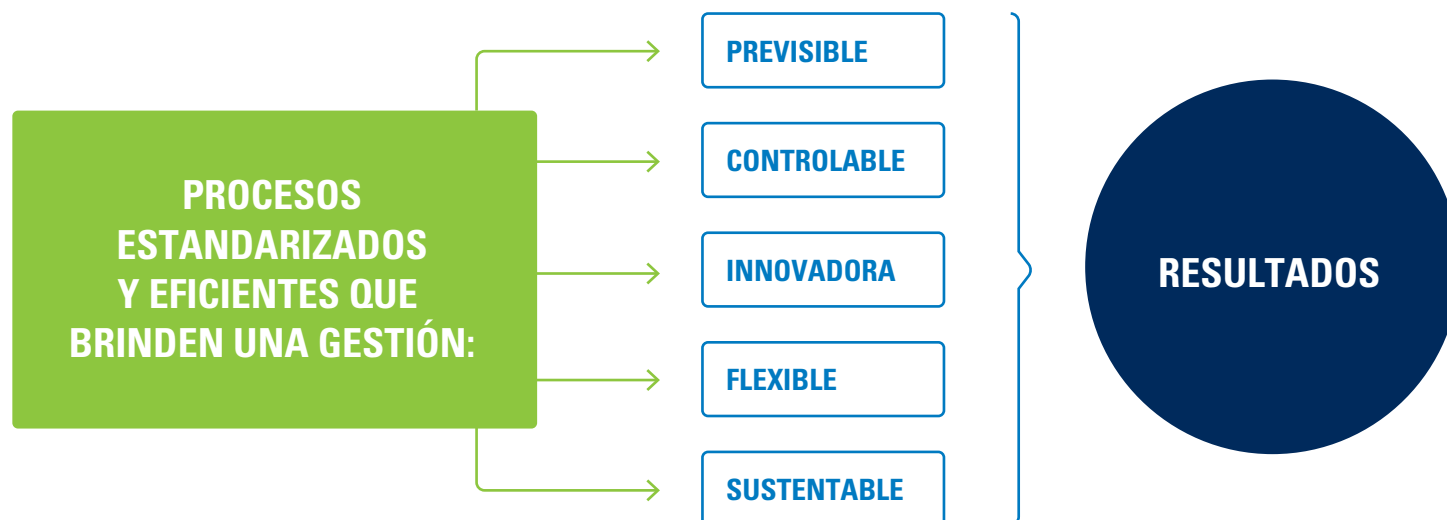 PROCESOS
ESTANDARIZADOS
Y EFICIENTES QUE
BRINDEN UNA GESTIÓN:
PREVISIBLE
CONTROLABLE
INNOVADORA
FLEXIBLE
SUSTENTABLE
RESULTADOS